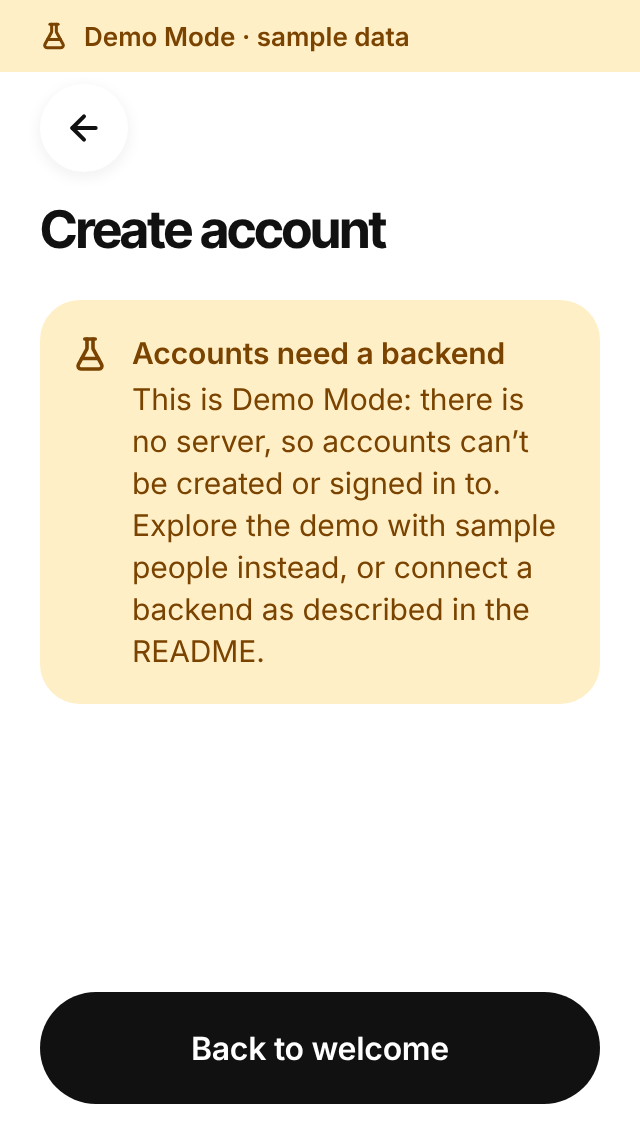 Demo Mode · sample data
Create account
Accounts need a backend
This is Demo Mode: there is
no server, so accounts can’t
be created or signed in to.
Explore the demo with sample
people instead, or connect a
backend as described in the
README.
Back to welcome